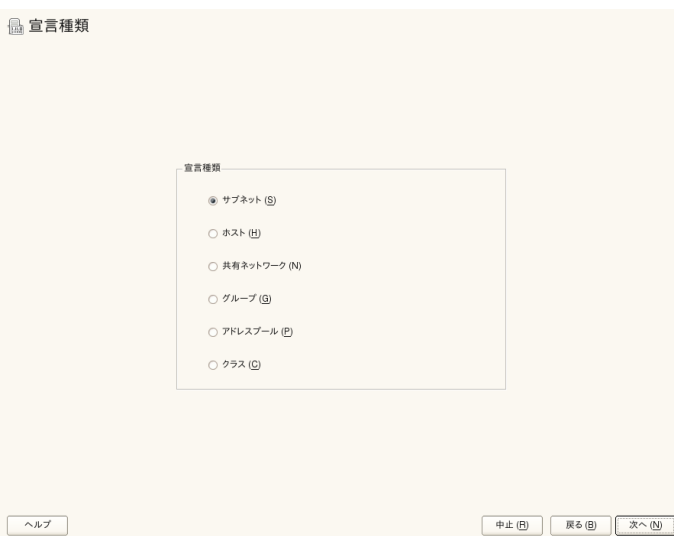 宣言種類
宣言種類
サブネット (S)
ホスト (H)
共有ネットワーク (N)
グループ (G)
アドレスプール (P)
クラス (C)
ヘルプ
中止 (R)
戻る (B)
次へ (N)